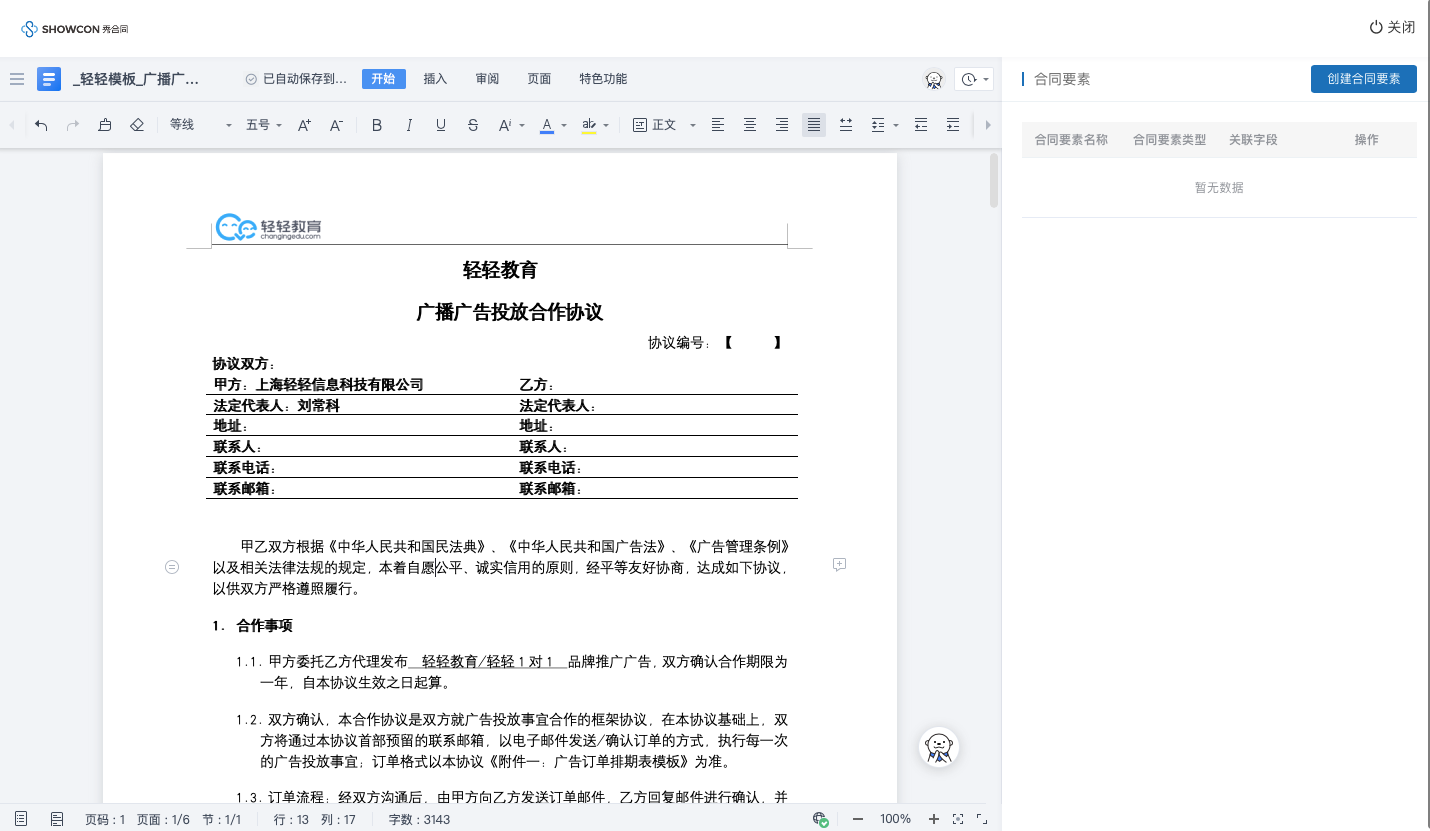 SHOWCON 秀合同
关闭
_轻轻模板_广播广...
已自动保存到...
开始
插入
审阅
页面
特色功能
等线
五号
A+
A-
B
I
U
S
A
A
ab
正文
轻轻教育
changingedu.com
轻轻教育
广播广告投放合作协议
协议编号：【 】
协议双方：
甲方：上海轻轻信息科技有限公司 乙方：
法定代表人：刘常科 法定代表人：
地址： 地址：
联系人： 联系人：
联系电话： 联系电话：
联系邮箱： 联系邮箱：
甲乙双方根据《中华人民共和国民法典》、《中华人民共和国广告法》、《广告管理条例》
以及相关法律法规的规定，本着自愿公平、诚实信用的原则，经平等友好协商，达成如下协议，
以供双方严格遵照履行。
1. 合作事项
1.1. 甲方委托乙方代理发布 轻轻教育/轻轻1对1 品牌推广广告，双方确认合作期限为
一年，自本协议生效之日起算。
1.2. 双方确认，本合作协议是双方就广告投放事宜合作的框架协议，在本协议基础上，双
方将通过本协议首部预留的联系邮箱，以电子邮件发送/确认订单的方式，执行每一次
的广告投放事宜；订单格式以本协议《附件一：广告订单排期表模板》为准。
1.3. 订单流程：经双方沟通后，由甲方向乙方发送订单邮件，乙方回复邮件进行确认，并
页码：1 页面：1/6 节：1/1 行：13 列：17 字数：3143
100%
合同要素
创建合同要素
合同要素名称 合同要素类型 关联字段 操作
暂无数据